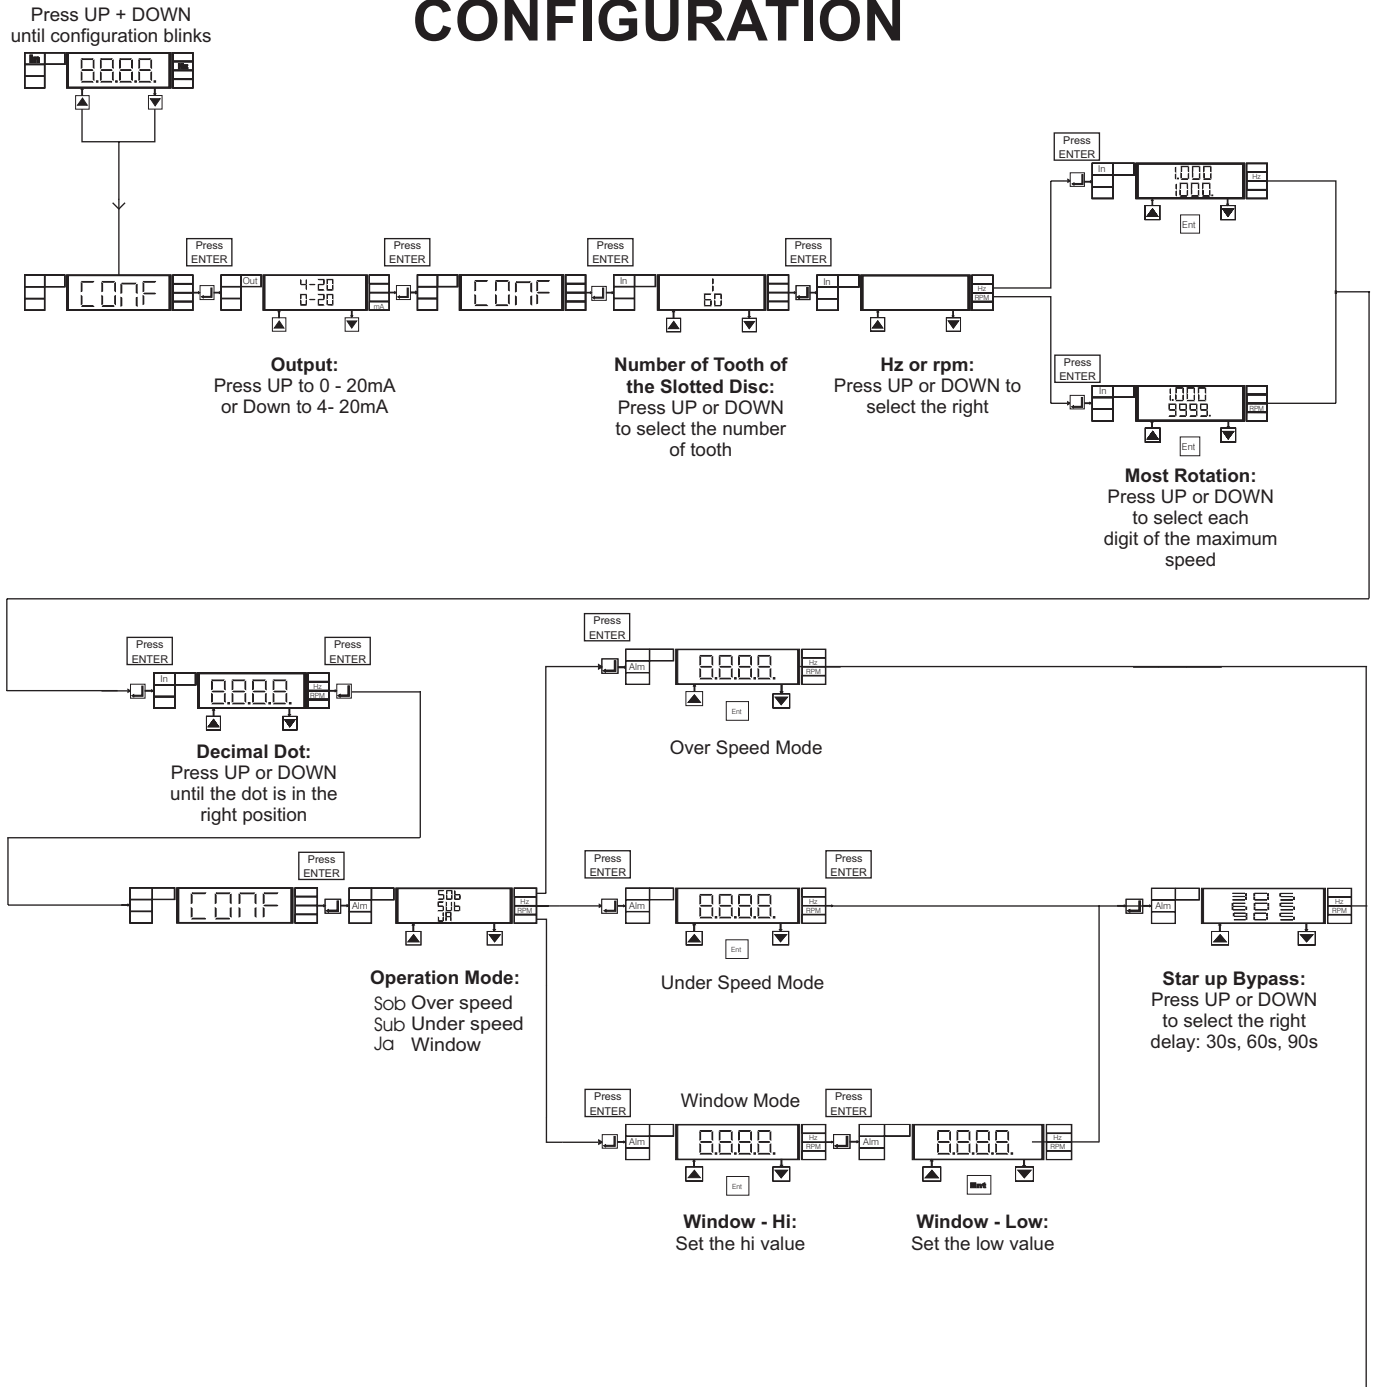 CONFIGURATION
Press UP + DOWN
until configuration blinks
In
8.8.8.8.
Hz
CONF
Press
ENTER
Out
4-20
0-20
mA
Output:
Press UP to 0 - 20mA
or Down to 4- 20mA
Press
ENTER
CONF
Press
ENTER
In
1
60
Number of Tooth of
the Slotted Disc:
Press UP or DOWN
to select the number
of tooth
Press
ENTER
In
Hz
RPM
Hz or rpm:
Press UP or DOWN to
select the right
Press
ENTER
In
1.000
1000.
Hz
Ent
Press
ENTER
In
1.000
9999.
RPM
Ent
Most Rotation:
Press UP or DOWN
to select each
digit of the maximum
speed
Press
ENTER
In
8.8.8.8.
Hz
RPM
Press
ENTER
Decimal Dot:
Press UP or DOWN
until the dot is in the
right position
CONF
Press
ENTER
Alm
SOb
SUb
JA
Hz
RPM
Operation Mode:
Sob Over speed
Sub Under speed
Ja Window
Press
ENTER
Alm
8.8.8.8.
Hz
RPM
Ent
Over Speed Mode
Press
ENTER
Alm
8.8.8.8.
Hz
RPM
Ent
Under Speed Mode
Press
ENTER
Press
ENTER
Window Mode
Alm
8.8.8.8.
Hz
RPM
Ent
Window - Hi:
Set the hi value
Press
ENTER
Alm
8.8.8.8.
Hz
RPM
Ent
Window - Low:
Set the low value
Alm
Hz
RPM
Star up Bypass:
Press UP or DOWN
to select the right
delay: 30s, 60s, 90s